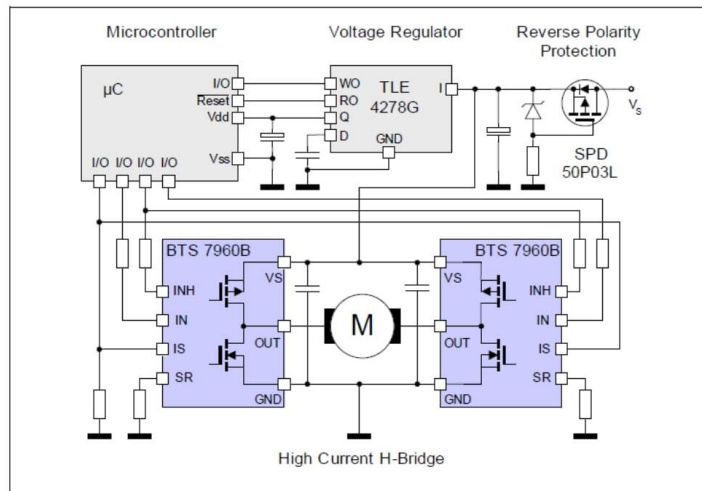 Microcontroller
Voltage Regulator
Reverse Polarity
Protection
µC
I/O
Reset
Vdd
Vss
I/O I/O I/O I/O
WO
RO
Q
D
TLE
4278G
I
GND
V_S
SPD
50P03L
BTS 7960B
VS
INH
IN
IS
SR
OUT
GND
M
BTS 7960B
VS
INH
IN
IS
SR
OUT
GND
High Current H-Bridge